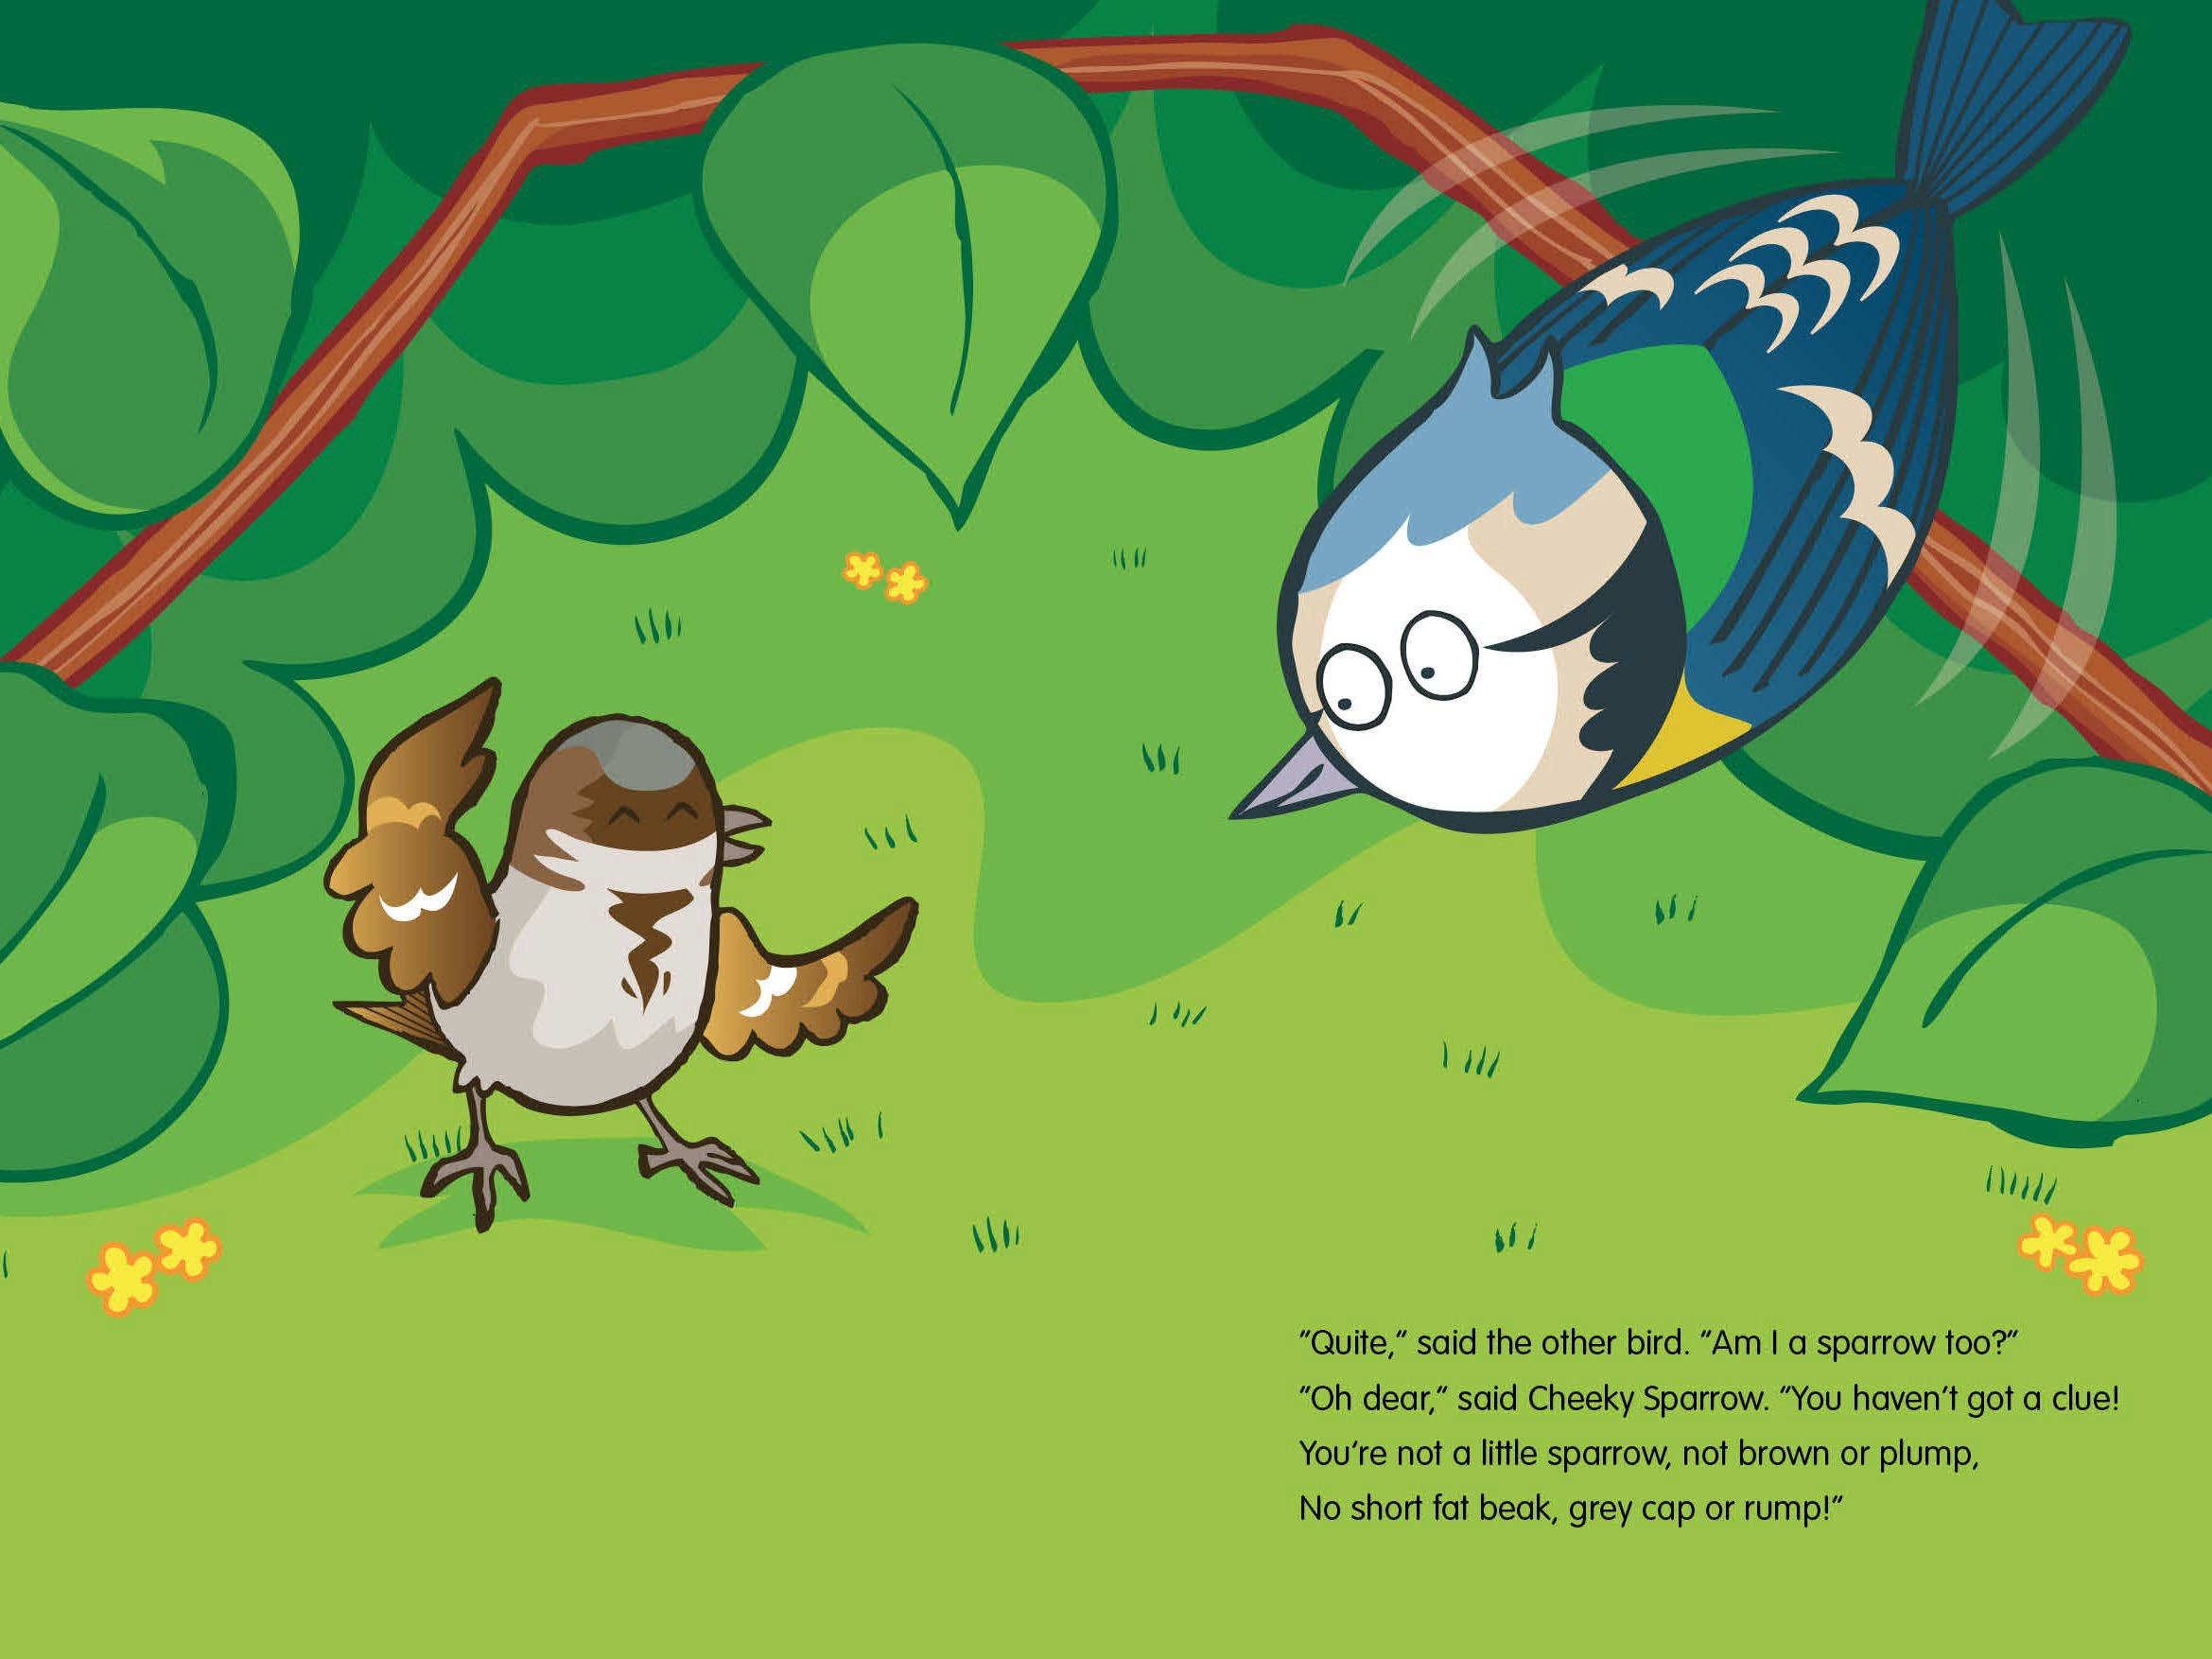 "Quite," said the other bird. "Am I a sparrow too?"
"Oh dear," said Cheeky Sparrow. "You haven't got a clue!
You're not a little sparrow, not brown or plump,
No short fat beak, grey cap or rump!"